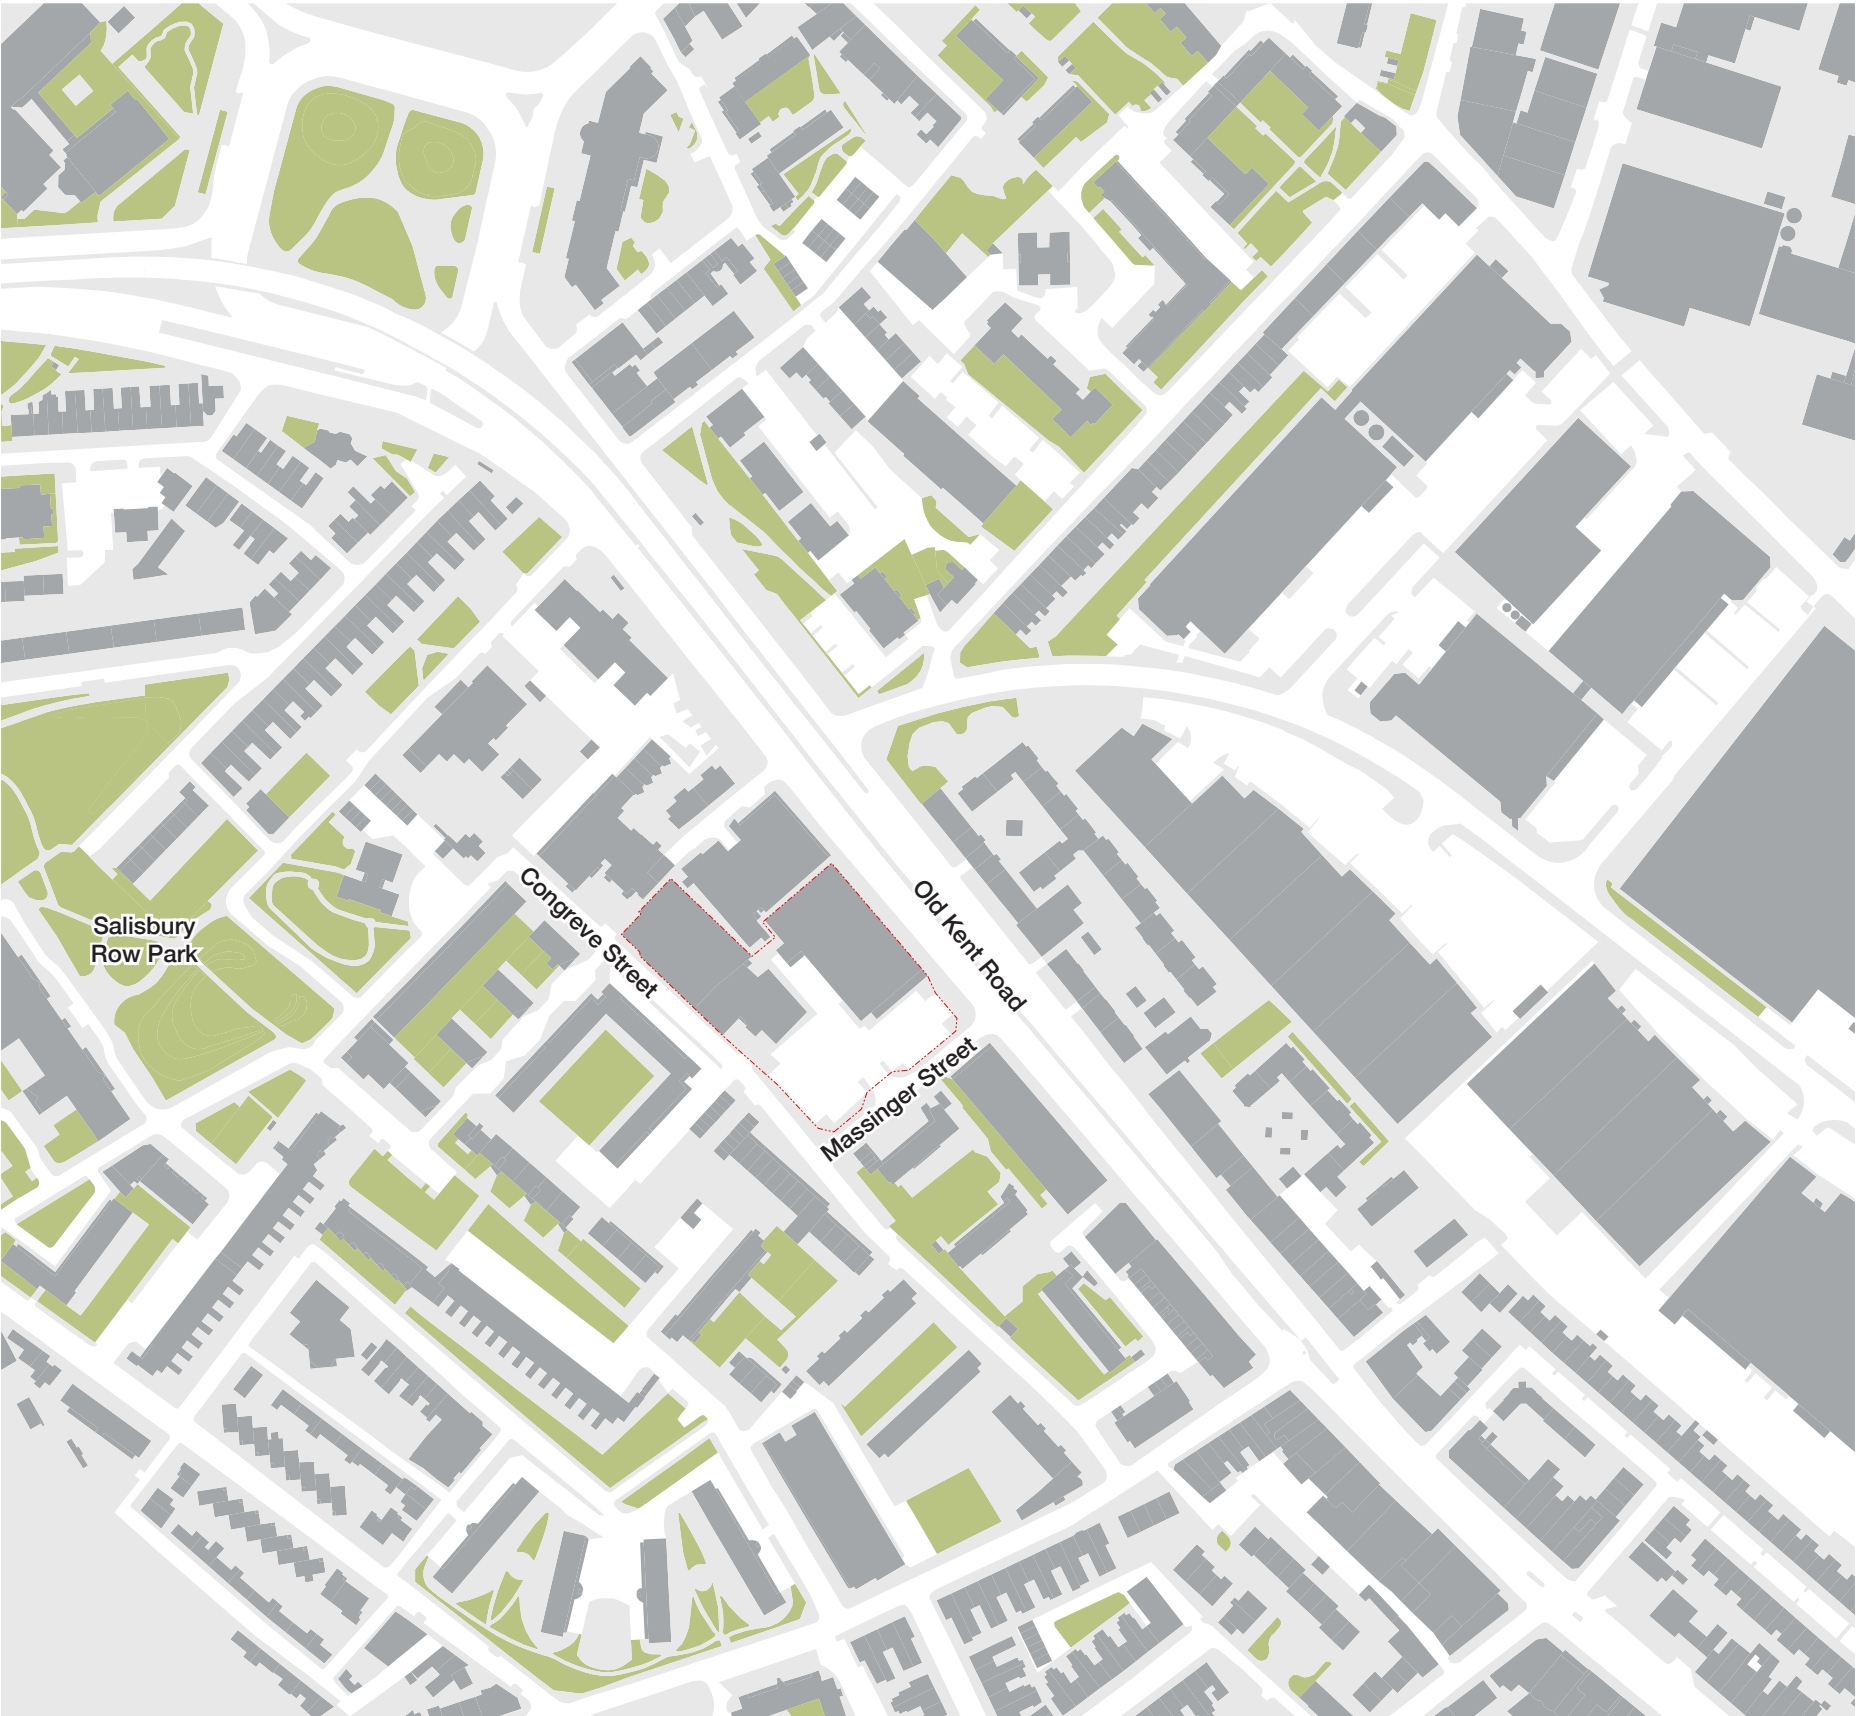 Old Kent Road
Congreve Street
Salisbury
Row Park
Massinger Street